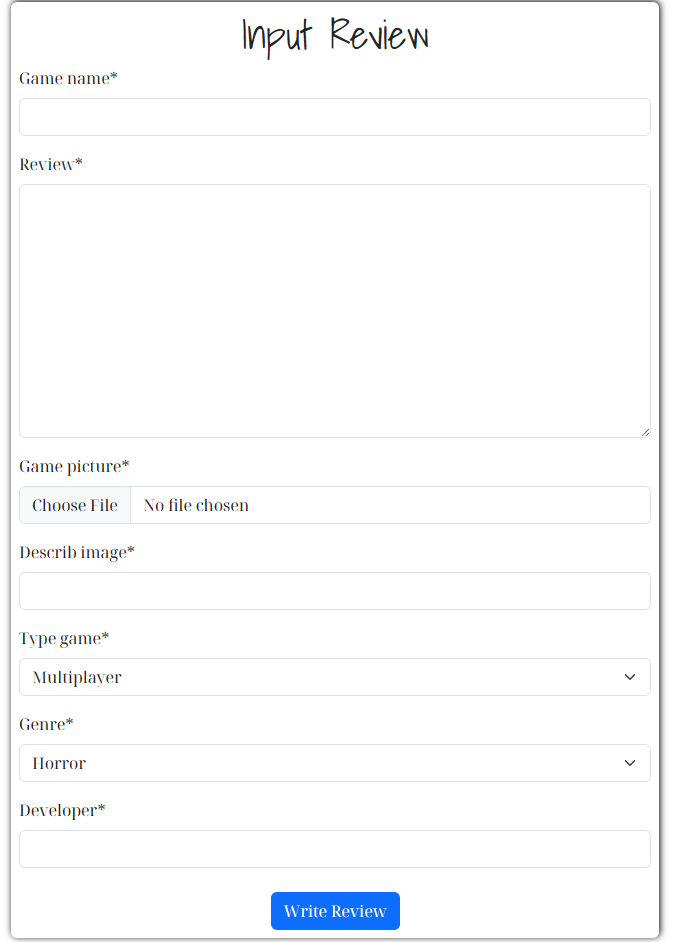 Input Review
Game name*
Review*
Game picture*
Choose File No file chosen
Describ image*
Type game*
Multiplayer
Genre*
Horror
Developer*
Write Review